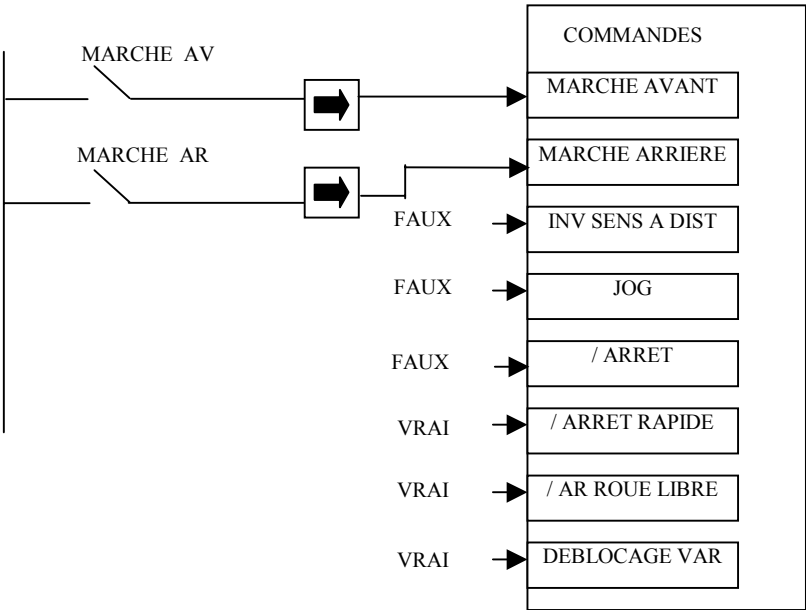 COMMANDES
MARCHE AV
MARCHE AVANT
MARCHE AR
MARCHE ARRIERE
FAUX
INV SENS A DIST
FAUX
JOG
FAUX
/ ARRET
VRAI
/ ARRET RAPIDE
VRAI
/ AR ROUE LIBRE
VRAI
DEBLOCAGE VAR